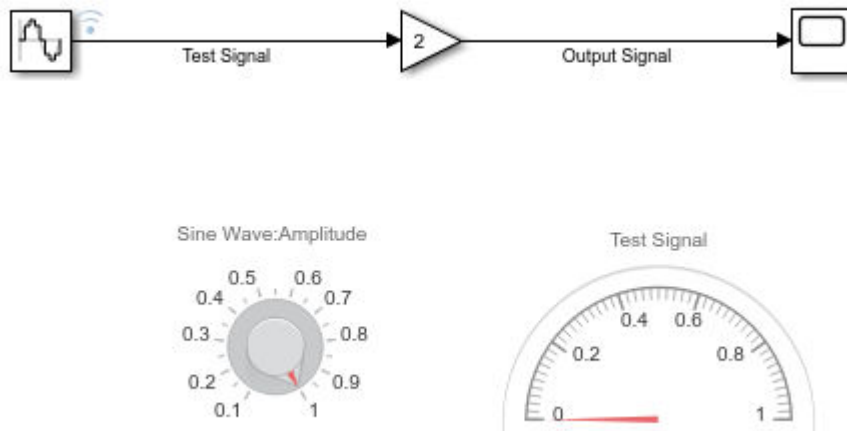 2
Test Signal
Output Signal
Sine Wave:Amplitude
0.5 0.6
0.4 0.7
0.3 0.8
0.2 0.9
0.1 1
Test Signal
0.4 0.6
0.2 0.8
0 1